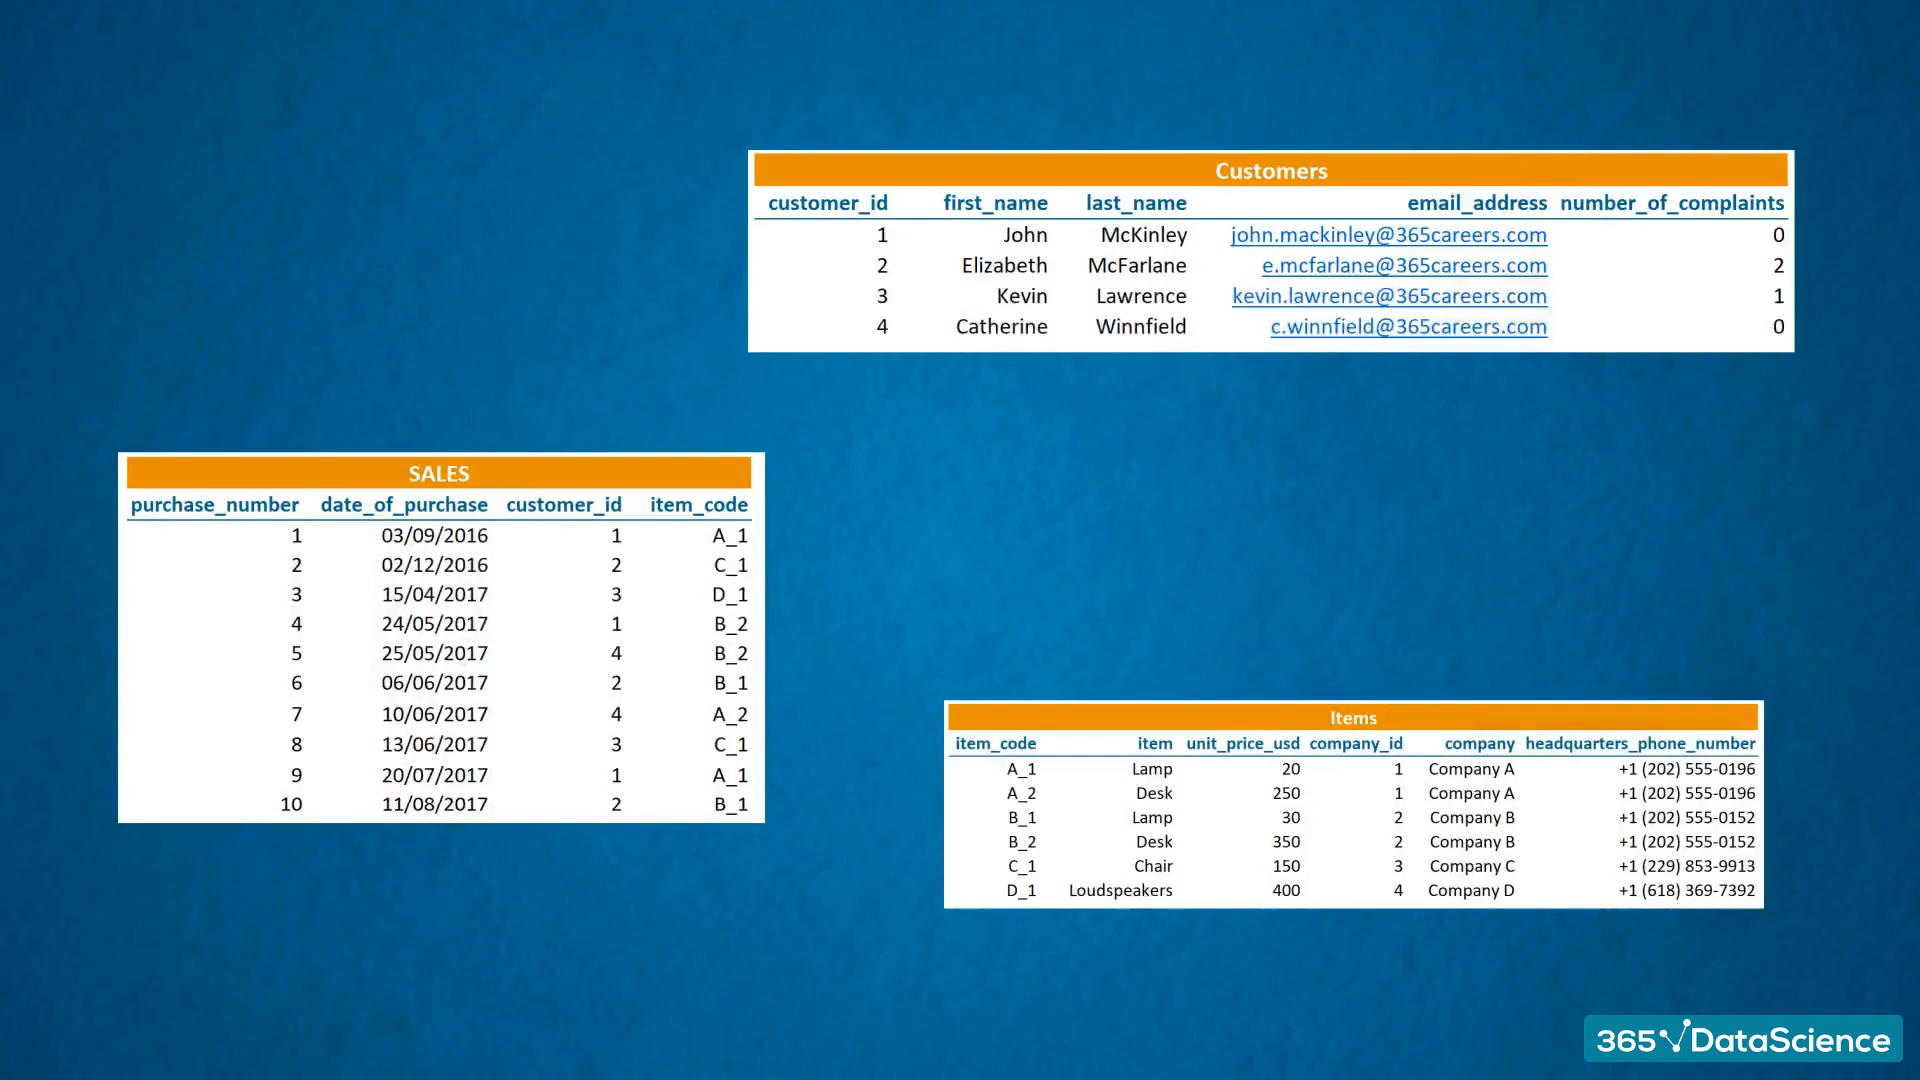 Customers
customer_id first_name last_name email_address number_of_complaints
1 John McKinley john.mackinley@365careers.com 0
2 Elizabeth McFarlane e.mcfarlane@365careers.com 2
3 Kevin Lawrence kevin.lawrence@365careers.com 1
4 Catherine Winnfield c.winnfield@365careers.com 0
SALES
purchase_number date_of_purchase customer_id item_code
1 03/09/2016 1 A_1
2 02/12/2016 2 C_1
3 15/04/2017 3 D_1
4 24/05/2017 1 B_2
5 25/05/2017 4 B_2
6 06/06/2017 2 B_1
7 10/06/2017 4 A_2
8 13/06/2017 3 C_1
9 20/07/2017 1 A_1
10 11/08/2017 2 B_1
Items
item_code item unit_price_usd company_id company headquarters_phone_number
A_1 Lamp 20 1 Company A +1 (202) 555-0196
A_2 Desk 250 1 Company A +1 (202) 555-0196
B_1 Lamp 30 2 Company B +1 (202) 555-0152
B_2 Desk 350 2 Company B +1 (202) 555-0152
C_1 Chair 150 3 Company C +1 (229) 853-9913
D_1 Loudspeakers 400 4 Company D +1 (618) 369-7392
365 DataScience